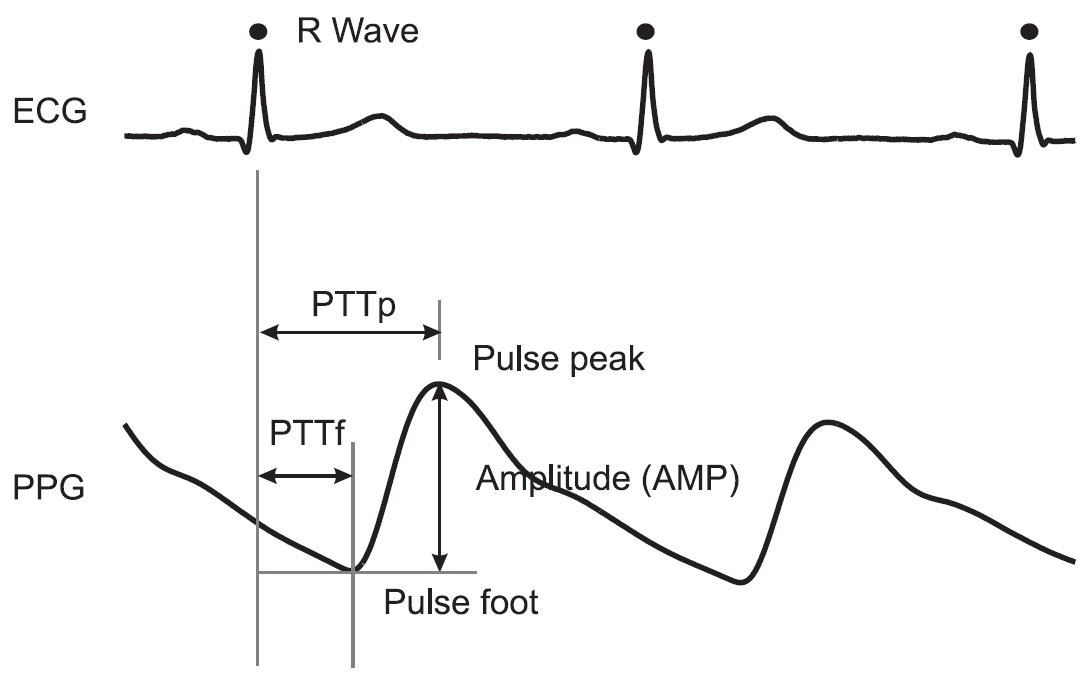 R Wave
ECG
PTTp
Pulse peak
PTTf
Amplitude (AMP)
PPG
Pulse foot